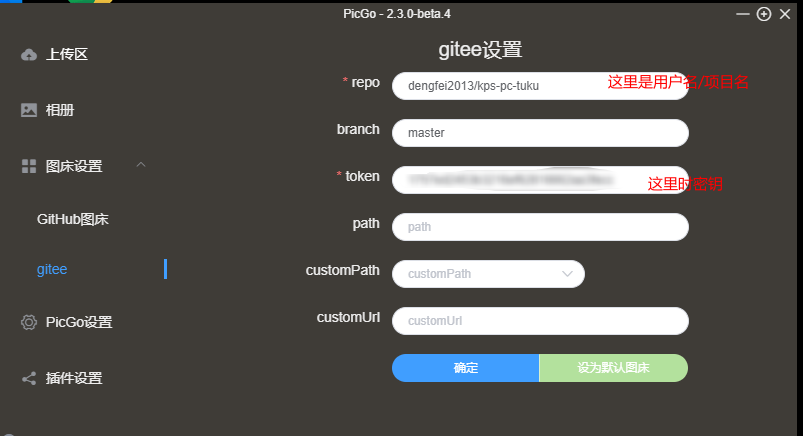 PicGo - 2.3.0-beta.4
上传区
相册
图床设置
GitHub图床
gitee
PicGo设置
插件设置
gitee设置
* repo dengfei2013/kps-pc-tuku 这里是用户名/项目名
branch master
* token 这里时密钥
path path
customPath customPath
customUrl customUrl
确定 设为默认图床